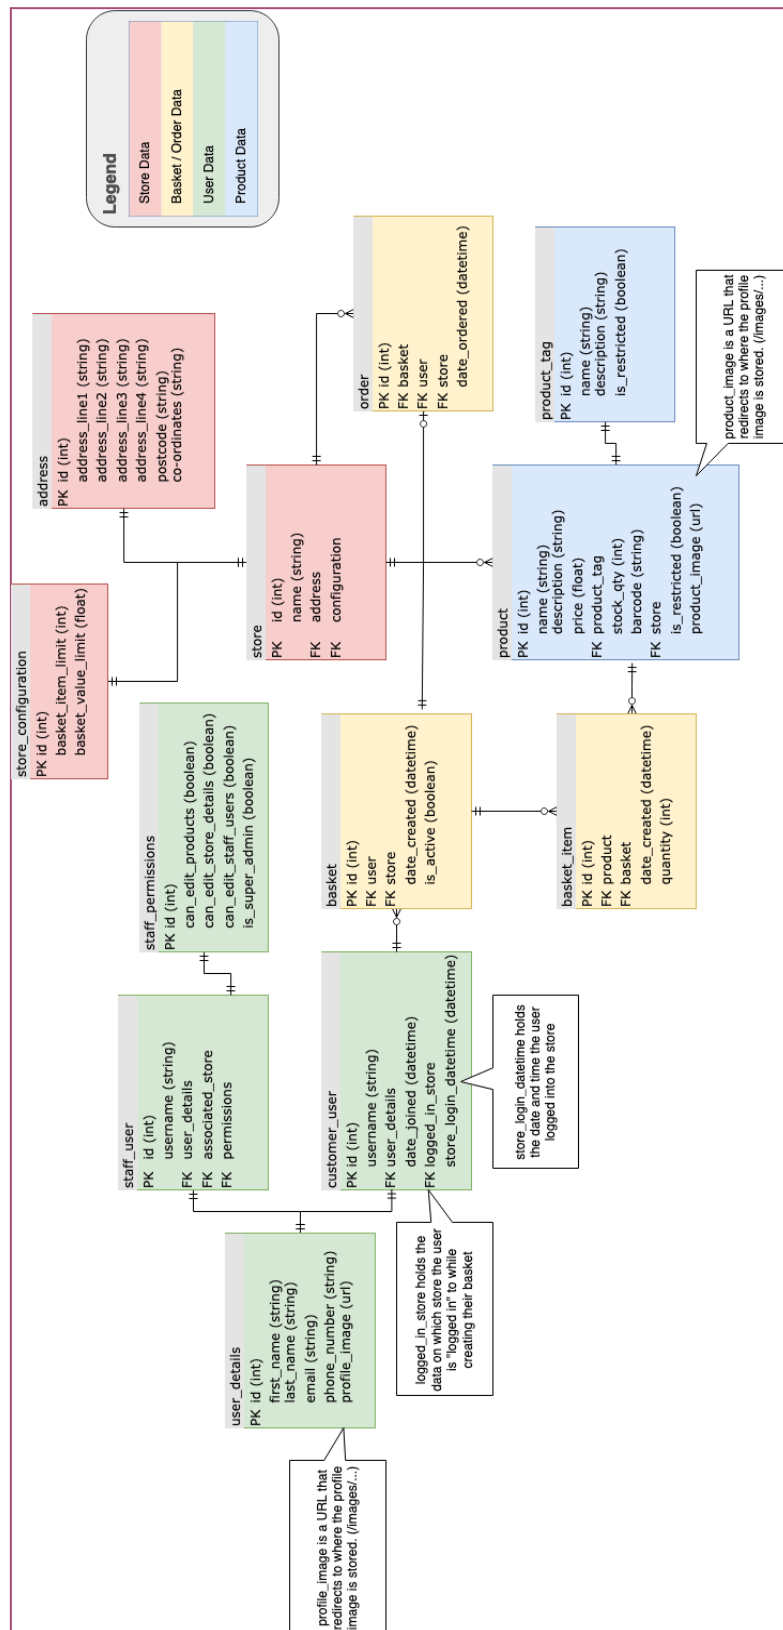 Legend
Store Data
Basket / Order Data
User Data
Product Data
store_configuration
PK id (int)
basket_item_limit (int)
basket_value_limit (float)
address
PK id (int)
address_line1 (string)
address_line2 (string)
address_line3 (string)
address_line4 (string)
postcode (string)
co-ordinates (string)
staff_user
PK id (int)
username (string)
FK user_details
FK associated_store
FK permissions
staff_permissions
PK id (int)
can_edit_products (boolean)
can_edit_store_details (boolean)
can_edit_staff_users (boolean)
is_super_admin (boolean)
store
PK id (int)
name (string)
FK address
FK configuration
order
PK id (int)
FK basket
FK user
FK store
date_ordered (datetime)
user_details
PK id (int)
first_name (string)
last_name (string)
email (string)
phone_number (string)
profile_image (url)
customer_user
PK id (int)
username (string)
FK user_details
date_joined (datetime)
FK logged_in_store
store_login_datetime (datetime)
basket
PK id (int)
FK user
FK store
date_created (datetime)
is_active (boolean)
product
PK id (int)
name (string)
description (string)
price (float)
FK product_tag
stock_qty (int)
barcode (string)
FK store
is_restricted (boolean)
product_image (url)
product_tag
PK id (int)
name (string)
description (string)
is_restricted (boolean)
basket_item
PK id (int)
FK product
FK basket
date_created (datetime)
quantity (int)
profile_image is a URL that
redirects to where the profile
image is stored. (/images/...)
logged_in_store holds the
data on which store the user
is "logged in" to while
creating their basket
store_login_datetime holds
the date and time the user
logged into the store
product_image is a URL that
redirects to where the profile
image is stored. (/images/...)